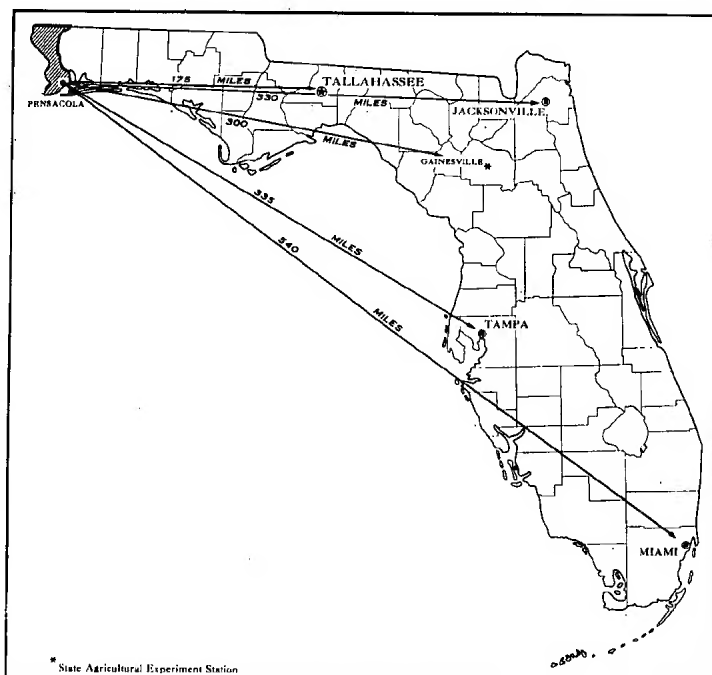 175 MILES
TALLAHASSEE
330 MILES
JACKSONVILLE
PENSACOLA
300 MILES
GAINESVILLE *
335 MILES
540 MILES
TAMPA
MIAMI
* State Agricultural Experiment Station